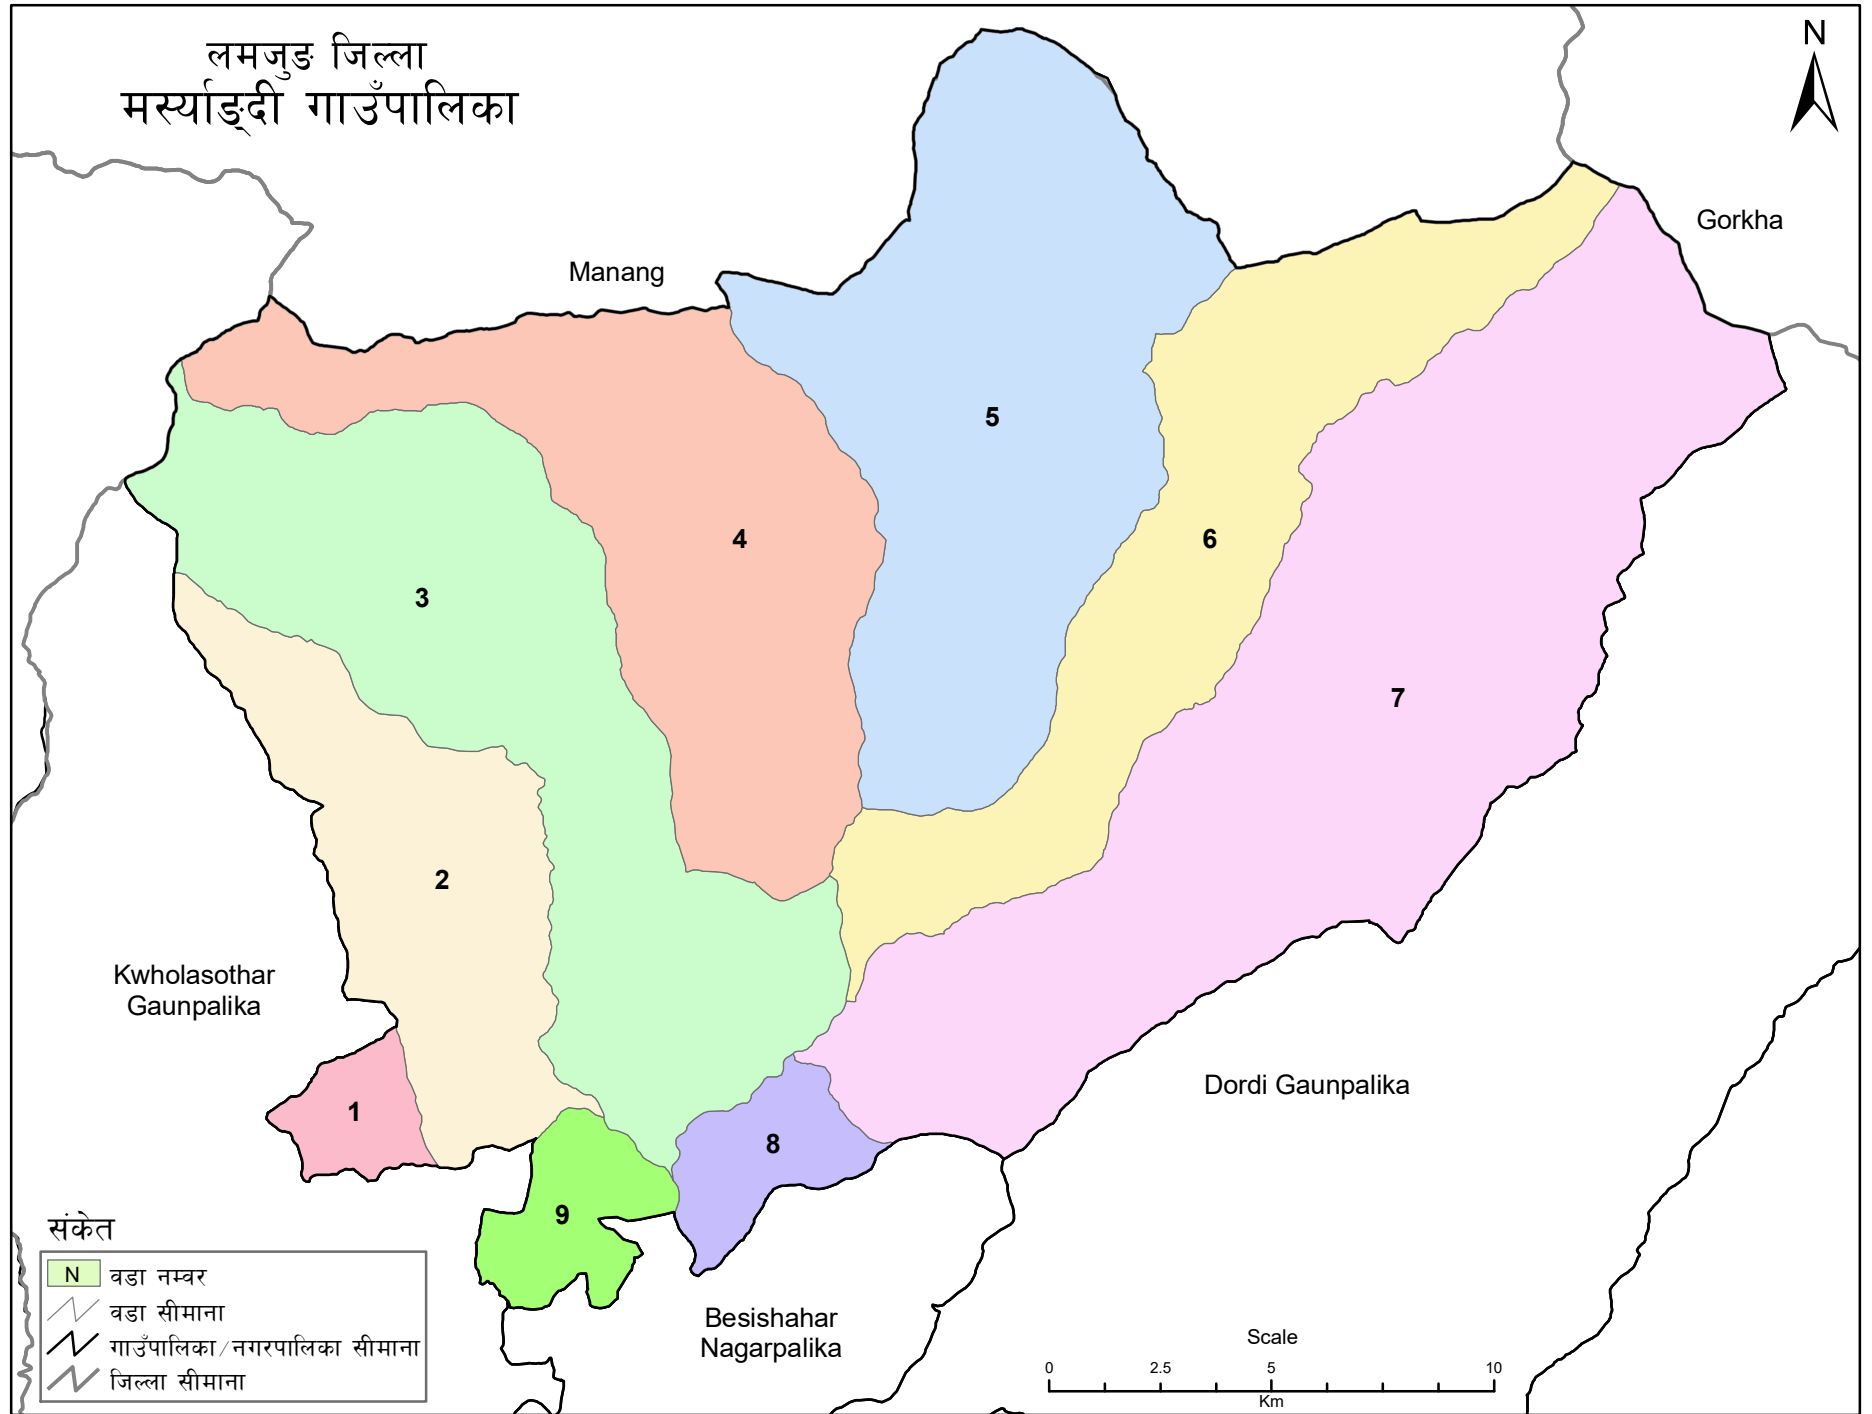 लमजुङ जिल्ला
मर्स्याङ्दी गाउँपालिका
N
Gorkha
Manang
5
4
6
3
7
2
Kwholasothar
Gaunpalika
Dordi Gaunpalika
1
8
9
संकेत
N वडा नम्वर
वडा सीमाना
गाउँपालिका/नगरपालिका सीमाना
जिल्ला सीमाना
Besishahar
Nagarpalika
Scale
0 2.5 5 10
Km